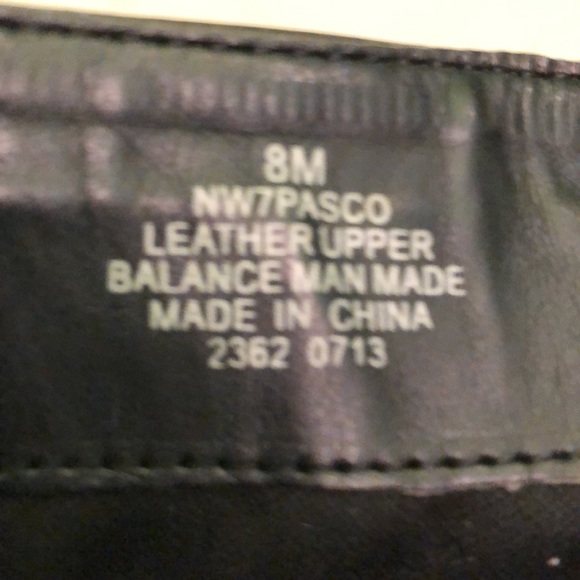 8M
NW7PASCO
LEATHER UPPER
BALANCE MAN MADE
MADE IN CHINA
2362 0713